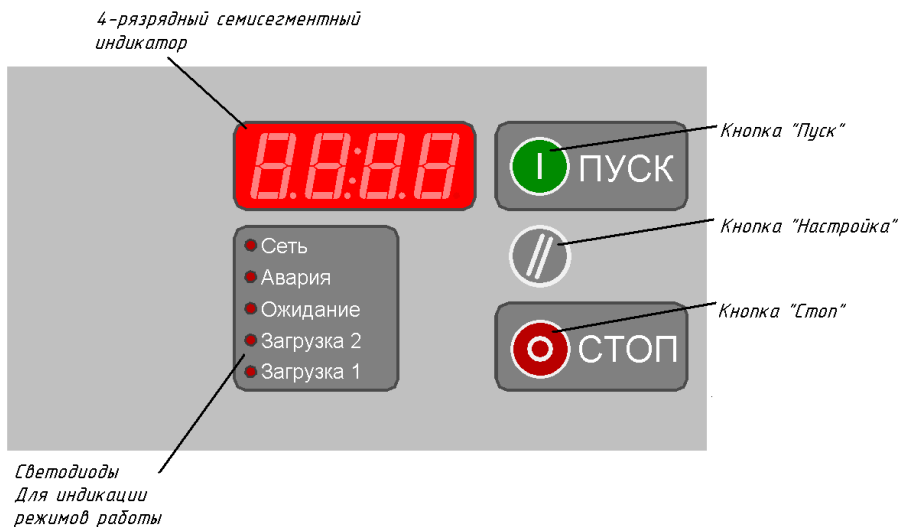 4-рязрядный семисегментный
индикатор
Кнопка "Пуск"
ПУСК
Кнопка "Настройка"
Сеть
Авария
Ожидание
Загрузка 2
Загрузка 1
Кнопка "Стоп"
СТОП
Светодиоды
Для индикации
режимов работы